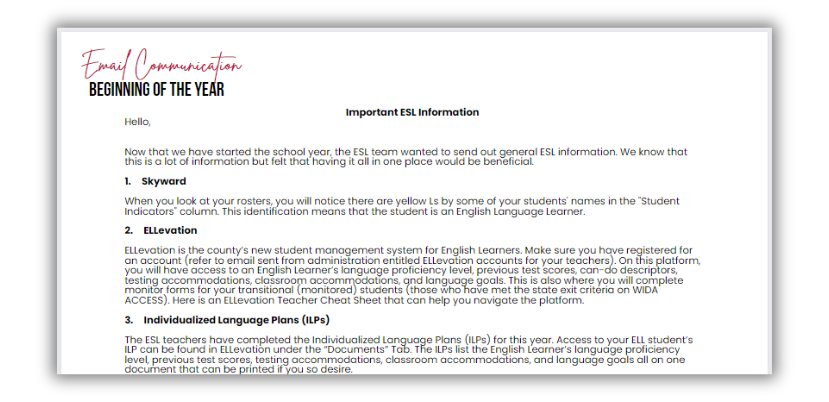 Email Communication
BEGINNING OF THE YEAR
Important ESL Information
Hello,
Now that we have started the school year, the ESL team wanted to send out general ESL information. We know that
this is a lot of information but felt that having it all in one place would be beneficial.
1. Skyward
When you look at your rosters, you will notice there are yellow Ls by some of your students' names in the "Student
Indicators" column. This identification means that the student is an English Language Learner.
2. ELLevation
ELLevation is the county's new student management system for English Learners. Make sure you have registered for
an account (refer to email sent from administration entitled ELLevation accounts for your teachers). On this platform,
you will have access to an English Learner's language proficiency level, previous test scores, can-do descriptors,
testing accommodations, classroom accommodations, and language goals. This is also where you will complete
monitor forms for your transitional (monitored) students (those who have met the state exit criteria on WIDA
ACCESS). Here is an ELLevation Teacher Cheat Sheet that can help you navigate the platform.
3. Individualized Language Plans (ILPs)
The ESL teachers have completed the Individualized Language Plans (ILPs) for this year. Access to your ELL student's
ILP can be found in ELLevation under the "Documents" Tab. The ILPs list the English Learner's language proficiency
level, previous test scores, testing accommodations, classroom accommodations, and language goals all on one
document that can be printed if you so desire.